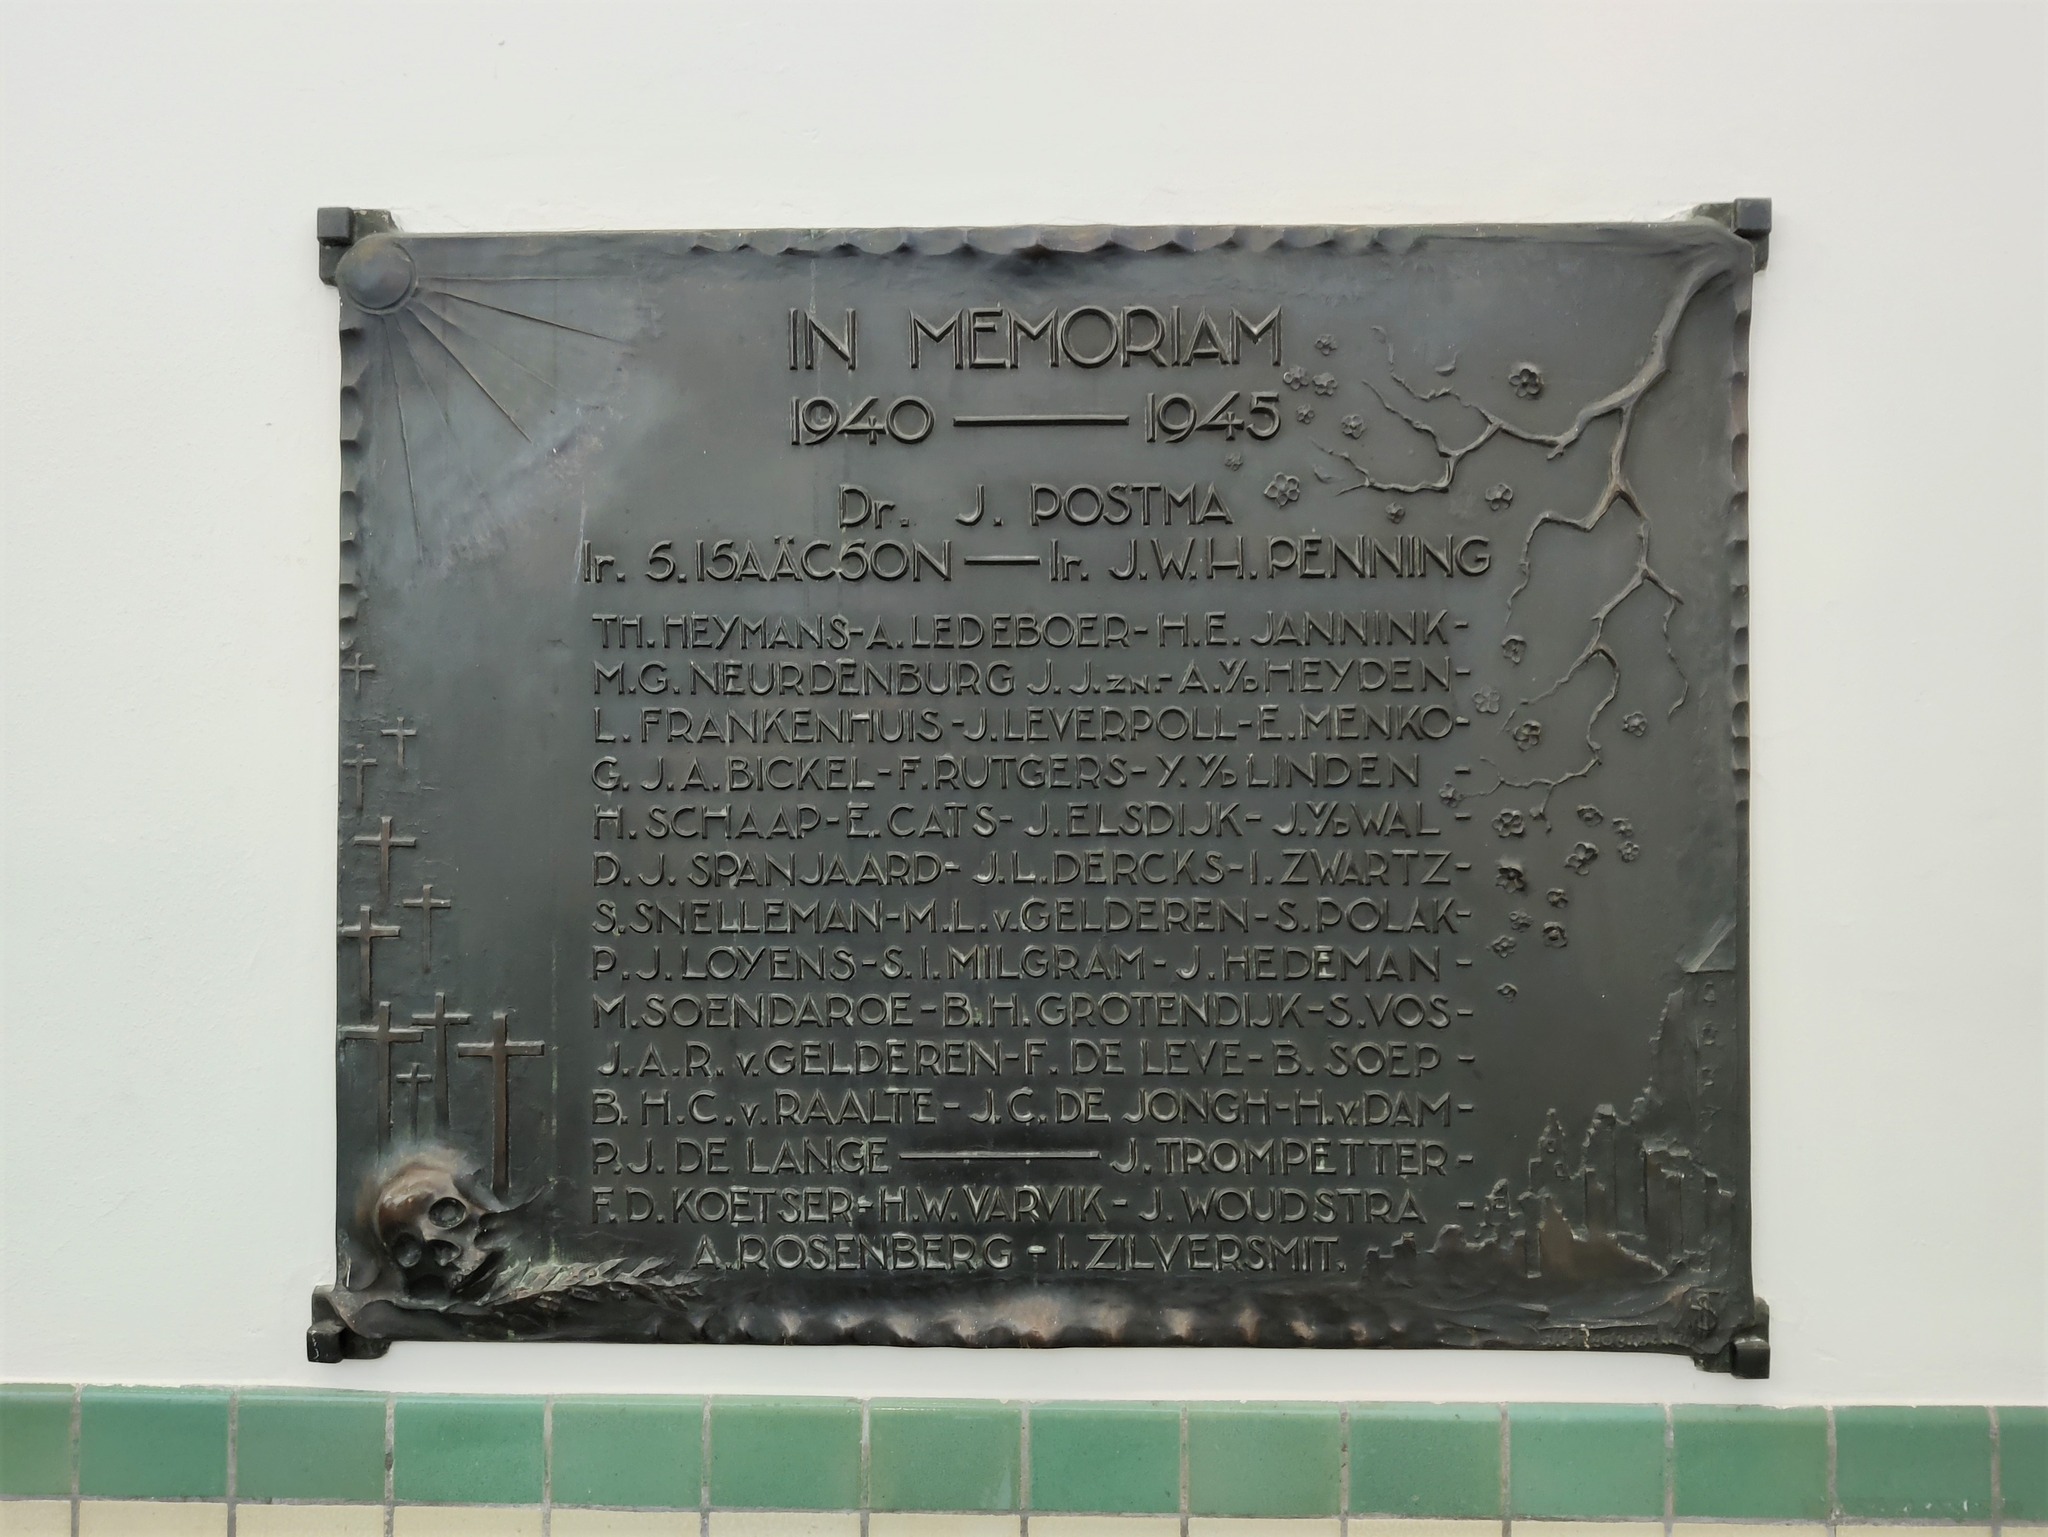 IN MEMORIAM
1940 — 1945
Dr. J. POSTMA
Ir. S. ISAÄCSON — Ir. J.W.H. PENNING
TH. HEYMANS - A. LEDEBOER - H.E. JANNINK -
M.G. NEURDENBURG J.J.ZN. - A. V/D HEYDEN -
L. FRANKENHUIS - J. LEVERPOLL - E. MENKO -
G.J.A. BICKEL - F. RUTGERS - Y. V/D LINDEN -
H. SCHAAP - E. CATS - J. ELSDIJK - J. V/D WAL -
D.J. SPANJAARD - J.L. DERCKS - I. ZWARTZ -
S. SNELLEMAN - M.L. v. GELDEREN - S. POLAK -
P.J. LOYENS - S.I. MILGRAM - J. HEDEMAN -
M. SOENDAROE - B.H. GROTENDIJK - S. VOS -
J.A.R. v. GELDEREN - F. DE LEVE - B. SOEP -
B.H.C. v. RAALTE - J.C. DE JONGH - H. v. DAM -
P.J. DE LANGE — J. TROMPETTER -
F.D. KOETSER - H.W. VARVIK - J. WOUDSTRA -
A. ROSENBERG - I. ZILVERSMIT.